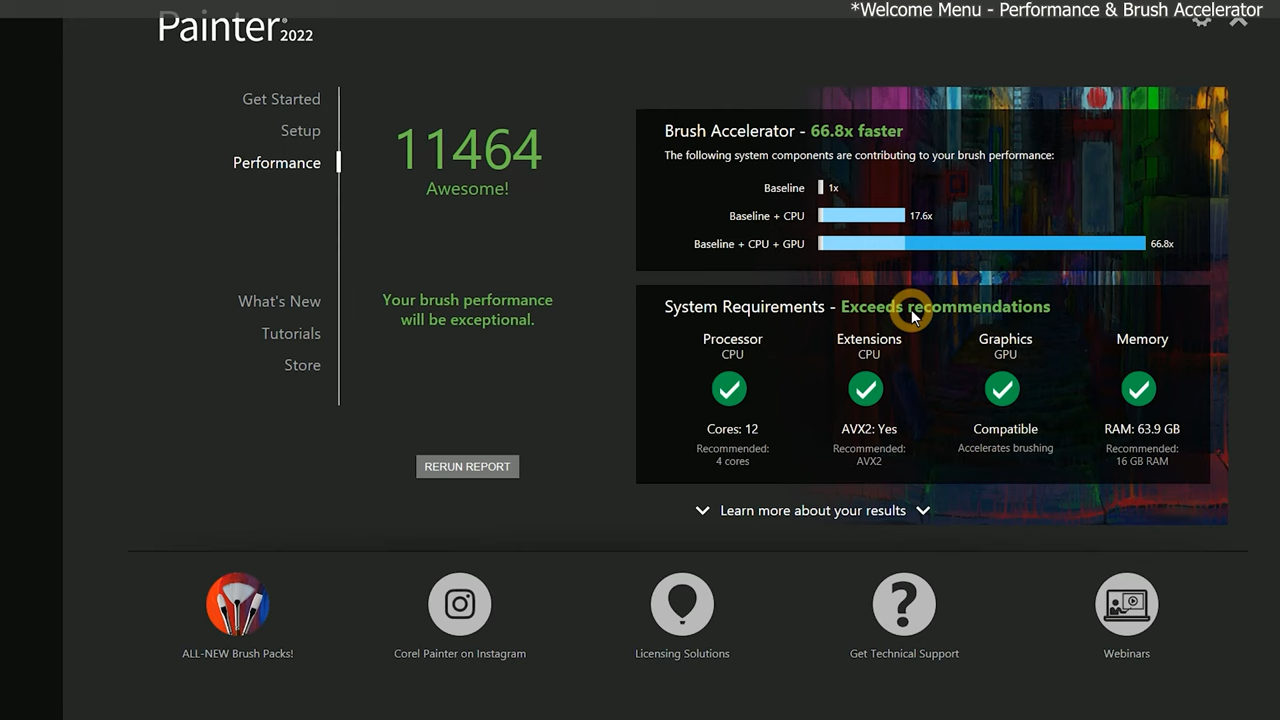 *Welcome Menu - Performance & Brush Accelerator
Painter® 2022
Get Started
Setup
Performance
What's New
Tutorials
Store
11464
Awesome!
Your brush performance
will be exceptional.
RERUN REPORT
Brush Accelerator - 66.8x faster
The following system components are contributing to your brush performance:
Baseline 1x
Baseline + CPU 17.6x
Baseline + CPU + GPU 66.8x
System Requirements - Exceeds recommendations
Processor Extensions Graphics Memory
CPU CPU GPU
Cores: 12 AVX2: Yes Compatible RAM: 63.9 GB
Recommended: Recommended: Accelerates brushing Recommended:
4 cores AVX2 16 GB RAM
Learn more about your results
ALL-NEW Brush Packs! Corel Painter on Instagram Licensing Solutions Get Technical Support Webinars